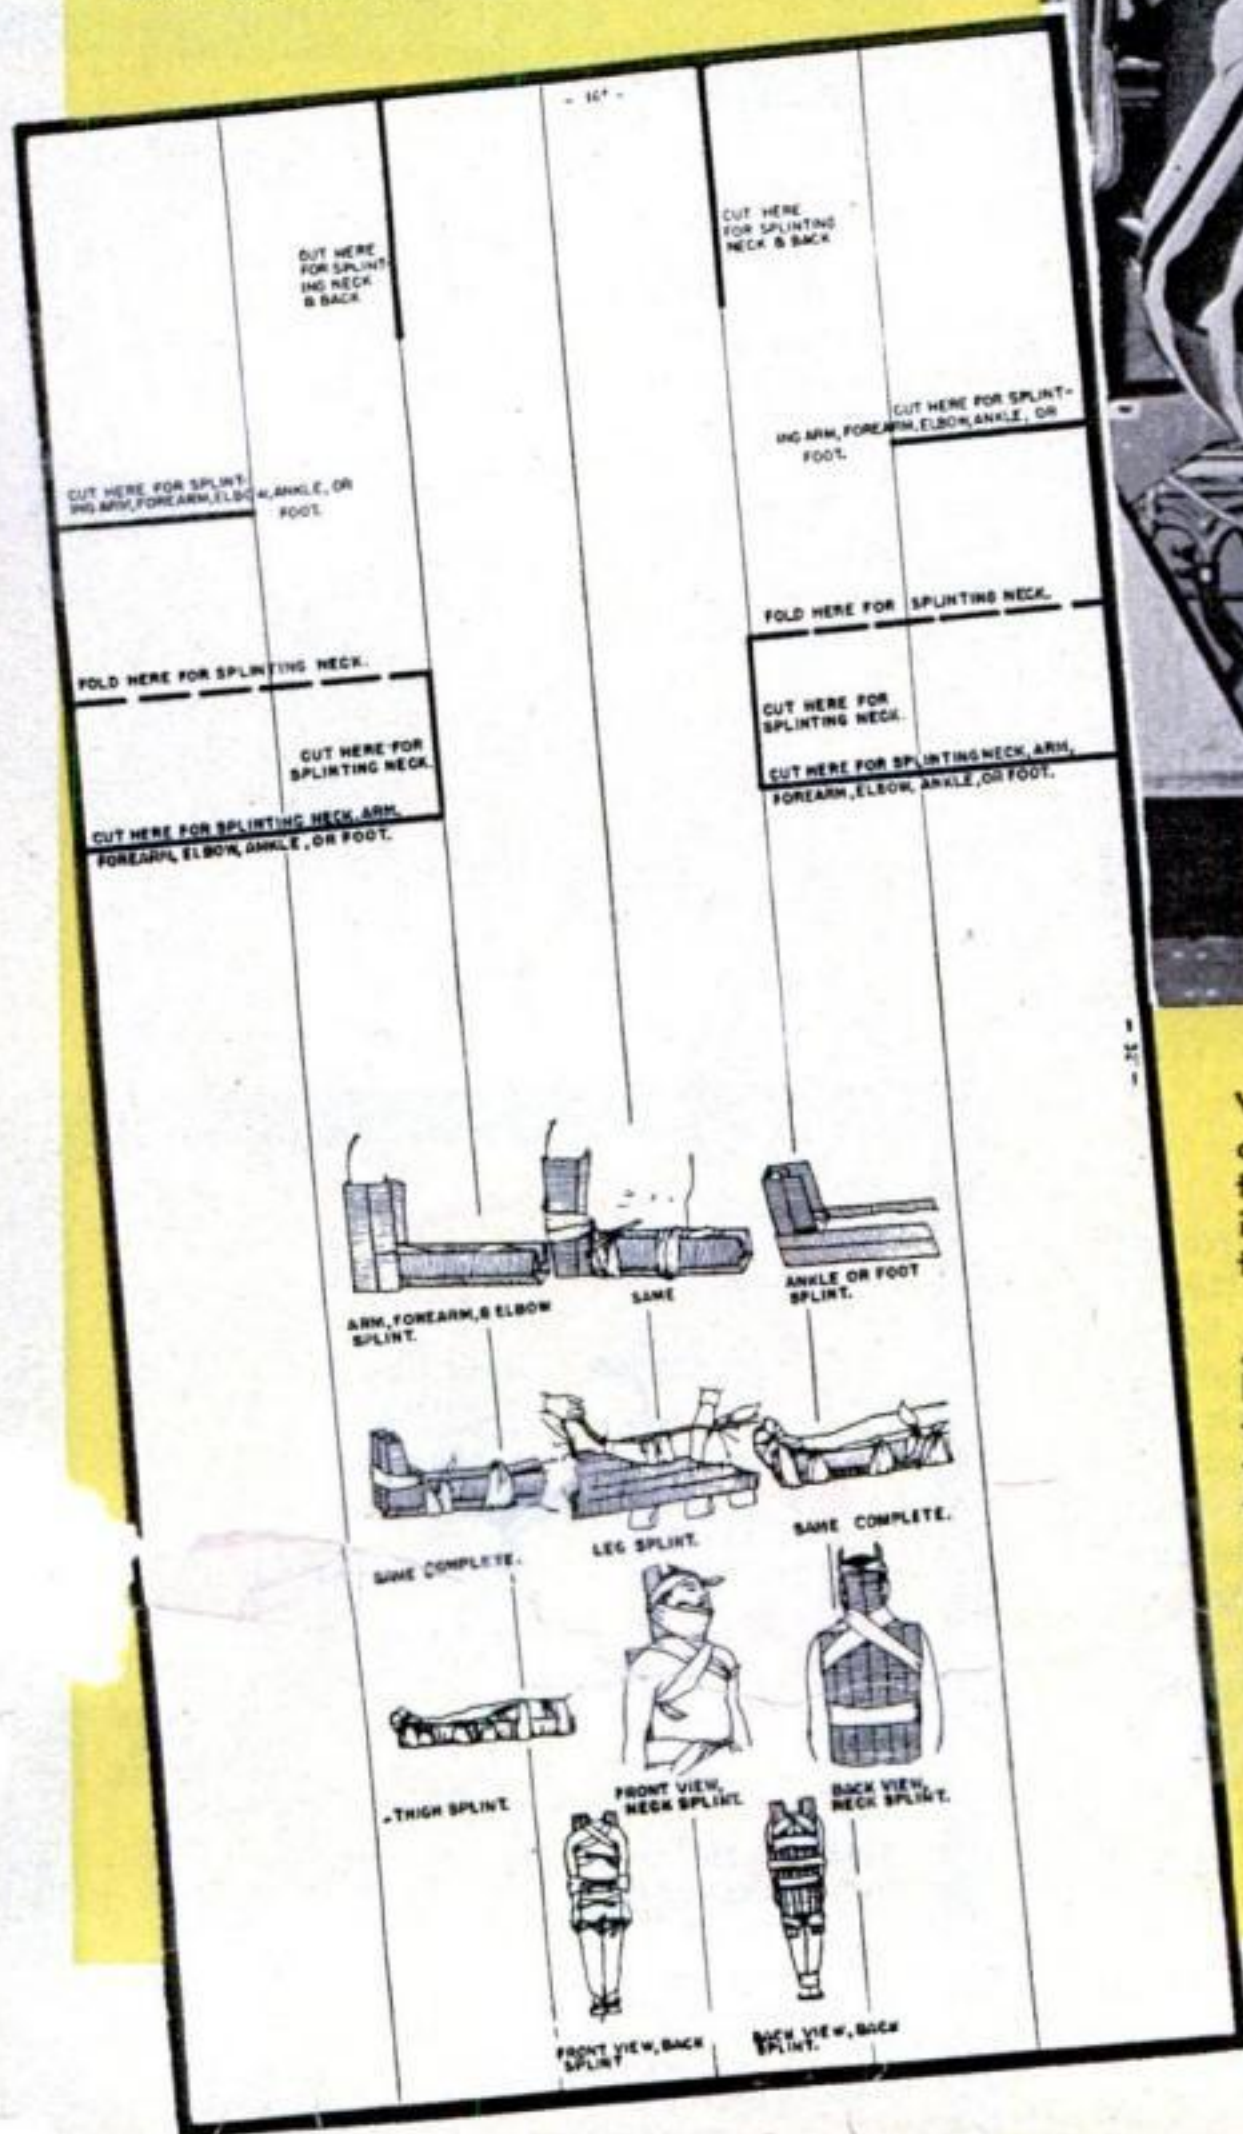 CUT HERE
FOR SPLINT-
ING NECK
& BACK
CUT HERE
FOR SPLINTING
NECK & BACK
CUT HERE FOR SPLINT-
ING ARM, FOREARM, ELBOW, ANKLE, OR
FOOT.
CUT HERE FOR SPLINT-
ING ARM, FOREARM, ELBOW, ANKLE, OR
FOOT.
FOLD HERE FOR SPLINTING NECK.
FOLD HERE FOR SPLINTING NECK.
CUT HERE FOR
SPLINTING NECK.
CUT HERE FOR
SPLINTING NECK.
CUT HERE FOR SPLINTING NECK, ARM,
FOREARM, ELBOW, ANKLE, OR FOOT.
CUT HERE FOR SPLINTING NECK, ARM,
FOREARM, ELBOW, ANKLE, OR FOOT.
ARM, FOREARM, & ELBOW
SPLINT.
SAME
ANKLE OR FOOT
SPLINT.
SAME COMPLETE.
LEG SPLINT.
SAME COMPLETE.
THIGH SPLINT.
FRONT VIEW,
NECK SPLINT.
BACK VIEW,
NECK SPLINT.
FRONT VIEW, BACK
SPLINT
BACK VIEW, BACK
SPLINT.